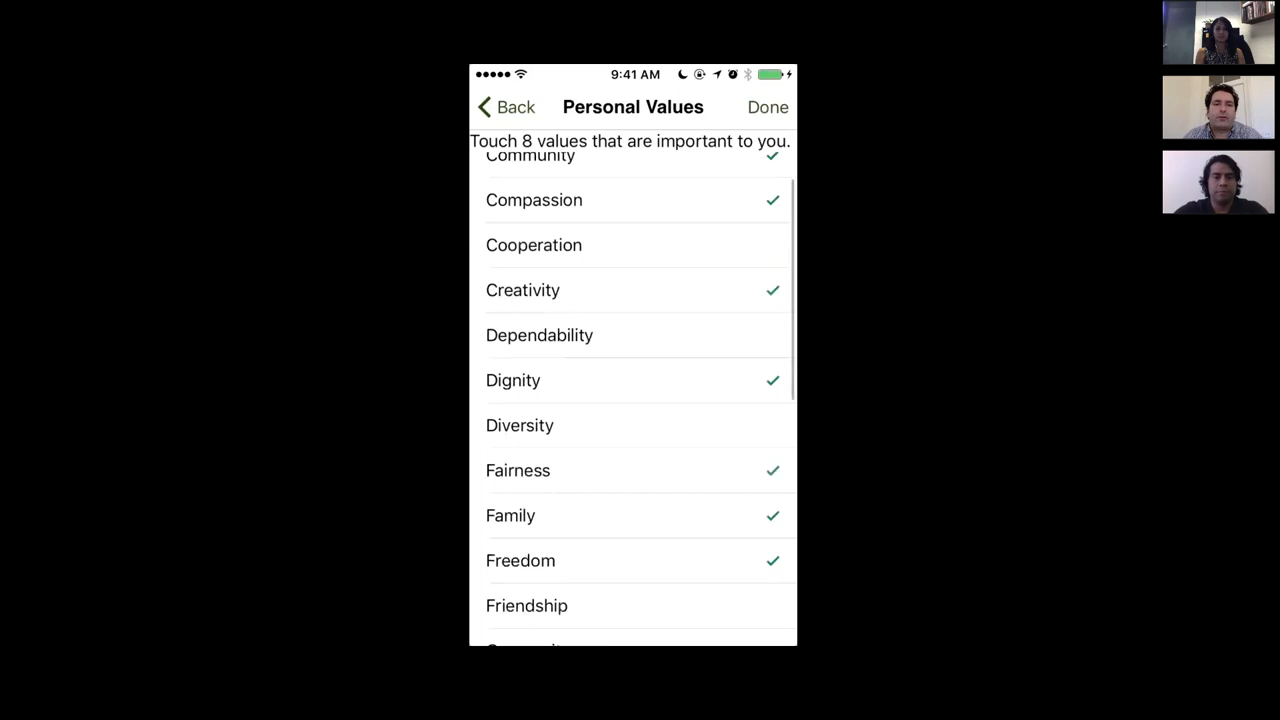 9:41 AM
Back Personal Values Done
Touch 8 values that are important to you.
Community
Compassion
Cooperation
Creativity
Dependability
Dignity
Diversity
Fairness
Family
Freedom
Friendship